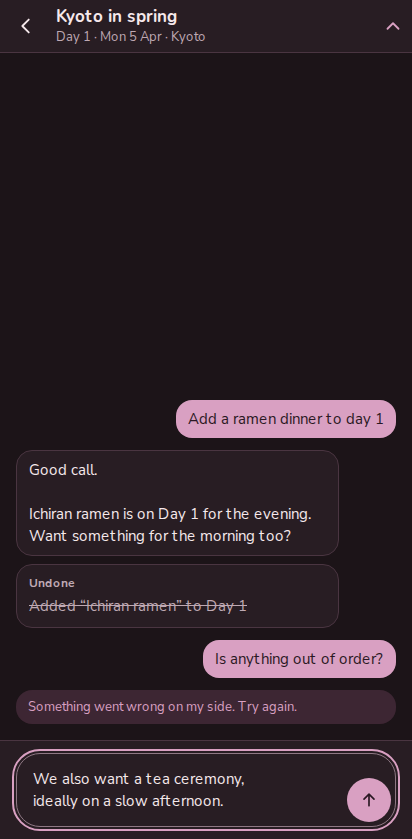 Kyoto in spring
Day 1 · Mon 5 Apr · Kyoto
Add a ramen dinner to day 1
Good call.
Ichiran ramen is on Day 1 for the evening.
Want something for the morning too?
Undone
Added “Ichiran ramen” to Day 1
Is anything out of order?
Something went wrong on my side. Try again.
We also want a tea ceremony,
ideally on a slow afternoon.